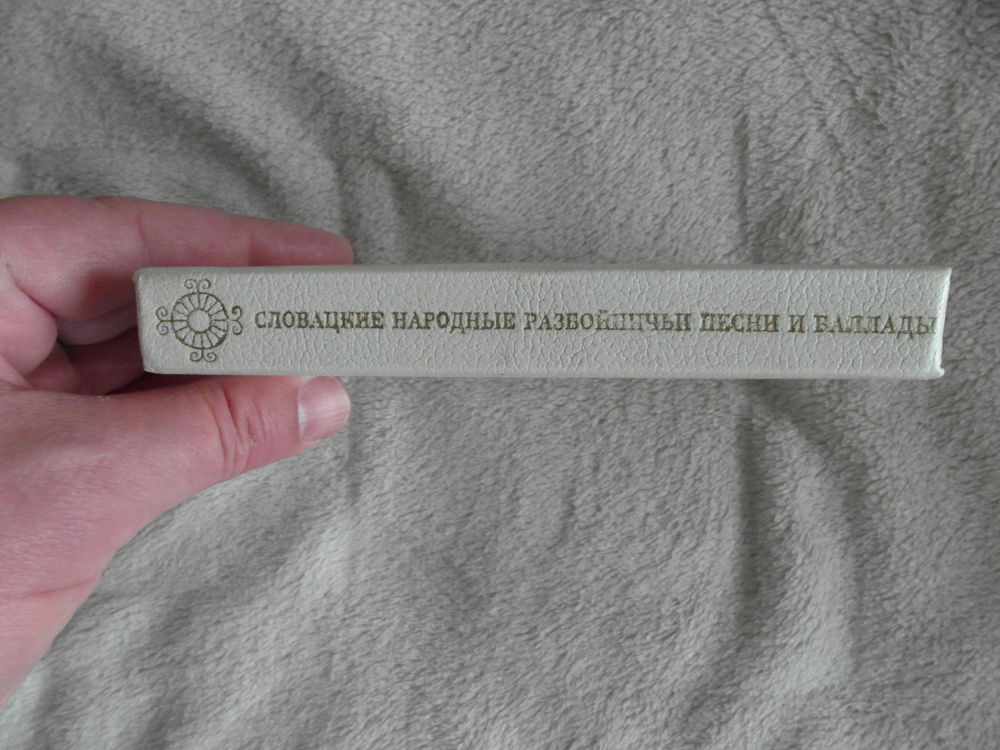 СЛОВАЦКИЕ НАРОДНЫЕ РАЗБОЙНИЧЬИ ПЕСНИ И БАЛЛАДЫ